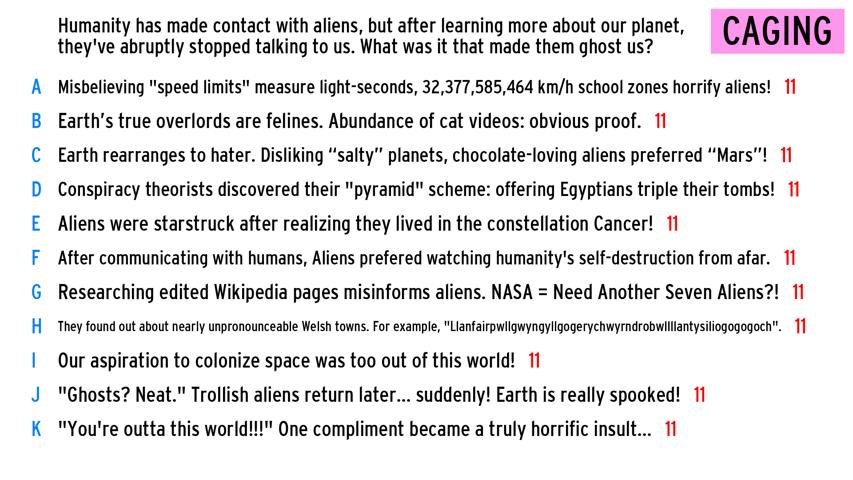 Humanity has made contact with aliens, but after learning more about our planet,
they've abruptly stopped talking to us. What was it that made them ghost us?
CAGING
A Misbelieving "speed limits" measure light-seconds, 32,377,585,464 km/h school zones horrify aliens! 11
B Earth’s true overlords are felines. Abundance of cat videos: obvious proof. 11
C Earth rearranges to hater. Disliking “salty” planets, chocolate-loving aliens preferred “Mars”! 11
D Conspiracy theorists discovered their "pyramid" scheme: offering Egyptians triple their tombs! 11
E Aliens were starstruck after realizing they lived in the constellation Cancer! 11
F After communicating with humans, Aliens prefered watching humanity's self-destruction from afar. 11
G Researching edited Wikipedia pages misinforms aliens. NASA = Need Another Seven Aliens?! 11
H They found out about nearly unpronounceable Welsh towns. For example, "Llanfairpwllgwyngyllgogerychwyrndrobwllllantysiliogogogoch". 11
I Our aspiration to colonize space was too out of this world! 11
J "Ghosts? Neat." Trollish aliens return later... suddenly! Earth is really spooked! 11
K "You're outta this world!!!" One compliment became a truly horrific insult... 11